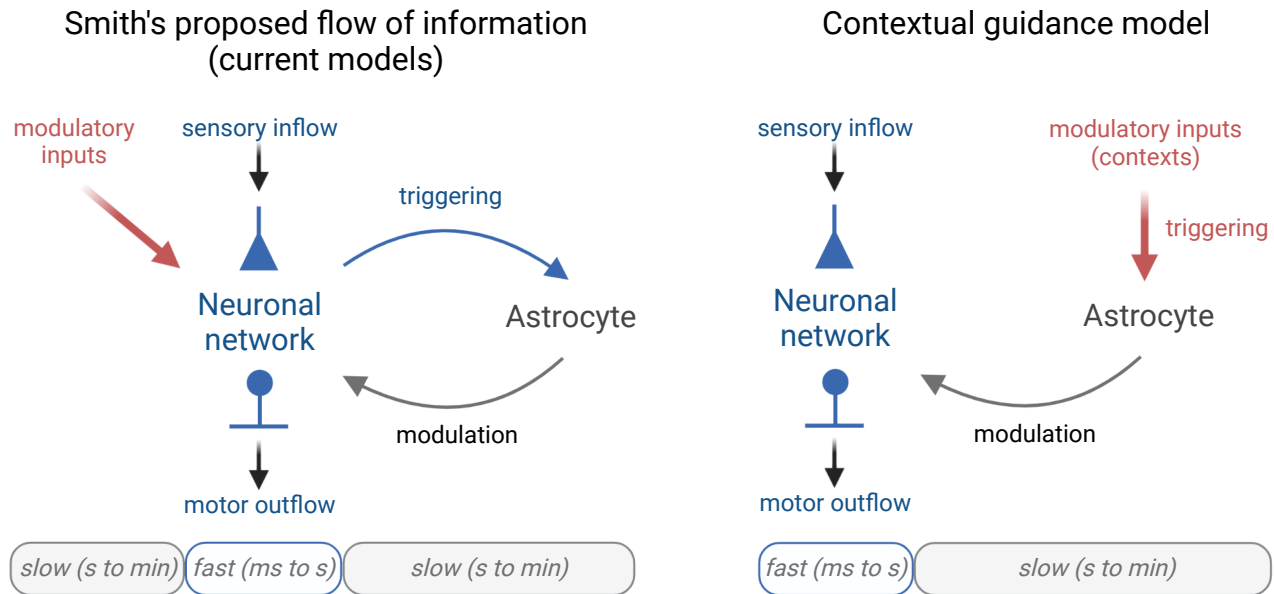 Smith's proposed flow of information
(current models)
modulatory
inputs
sensory inflow
triggering
Neuronal
network
Astrocyte
modulation
motor outflow
slow (s to min)
fast (ms to s)
slow (s to min)
Contextual guidance model
sensory inflow
modulatory inputs
(contexts)
triggering
Neuronal
network
Astrocyte
modulation
motor outflow
fast (ms to s)
slow (s to min)